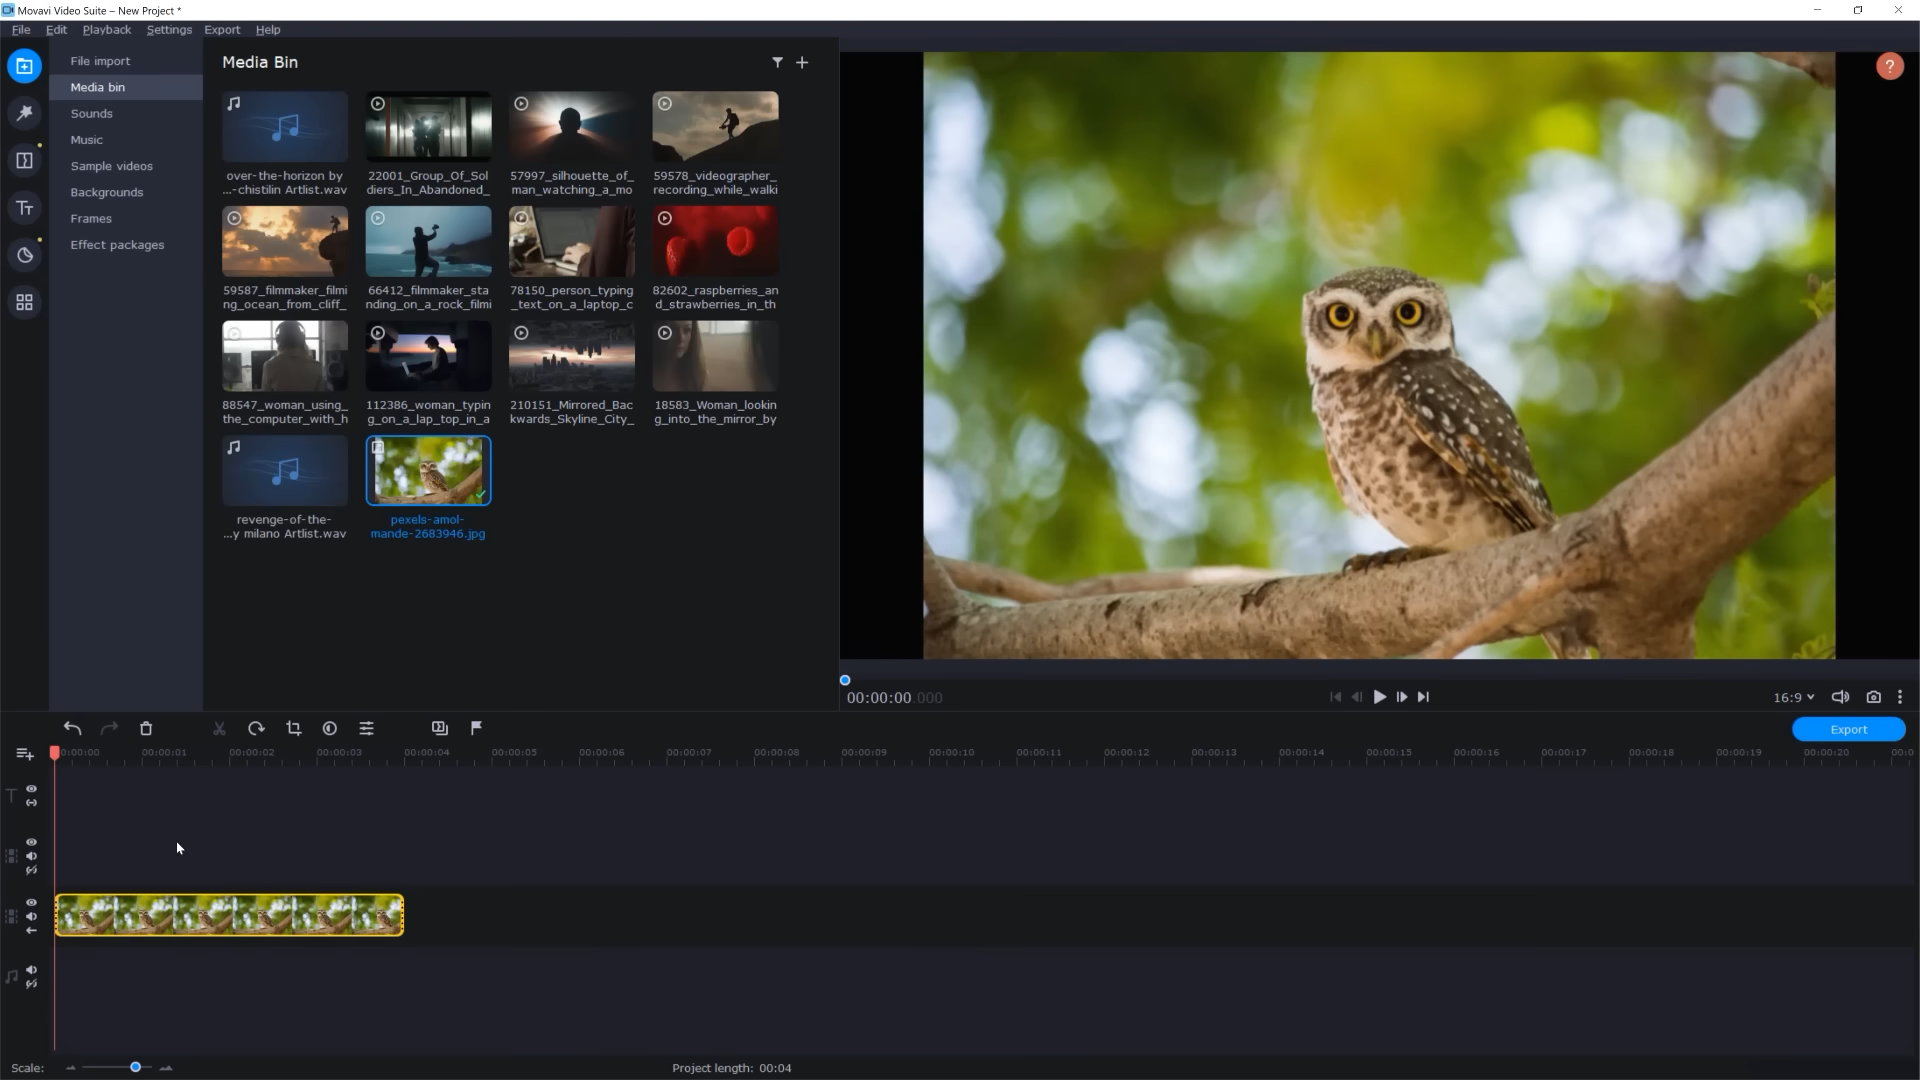 Movavi Video Suite – New Project *
File Edit Playback Settings Export Help
File import
Media bin
Sounds
Music
Sample videos
Backgrounds
Frames
Effect packages
Media Bin
over-the-horizon by
...-chistilin Artlist.wav
22001_Group_Of_Sol
diers_In_Abandoned_
57997_silhouette_of_
man_watching_a_mo
59578_videographer_
recording_while_walki
59587_filmmaker_filmi
ng_ocean_from_cliff_
66412_filmmaker_sta
nding_on_a_rock_filmi
78150_person_typing
_text_on_a_laptop_c
82602_raspberries_an
d_strawberries_in_th
88547_woman_using_
the_computer_with_h
112386_woman_typin
g_on_a_lap_top_in_a
210151_Mirrored_Bac
kwards_Skyline_City_
18583_Woman_lookin
g_into_the_mirror_by
revenge-of-the-
...y milano Artlist.wav
pexels-amol-
mande-2683946.jpg
?
00:00:00.000
16:9
Export
0:00:00 00:00:01 00:00:02 00:00:03 00:00:04 00:00:05 00:00:06 00:00:07 00:00:08 00:00:09 00:00:10 00:00:11 00:00:12 00:00:13 00:00:14 00:00:15 00:00:16 00:00:17 00:00:18 00:00:19 00:00:20 00:0
Scale:
Project length: 00:04